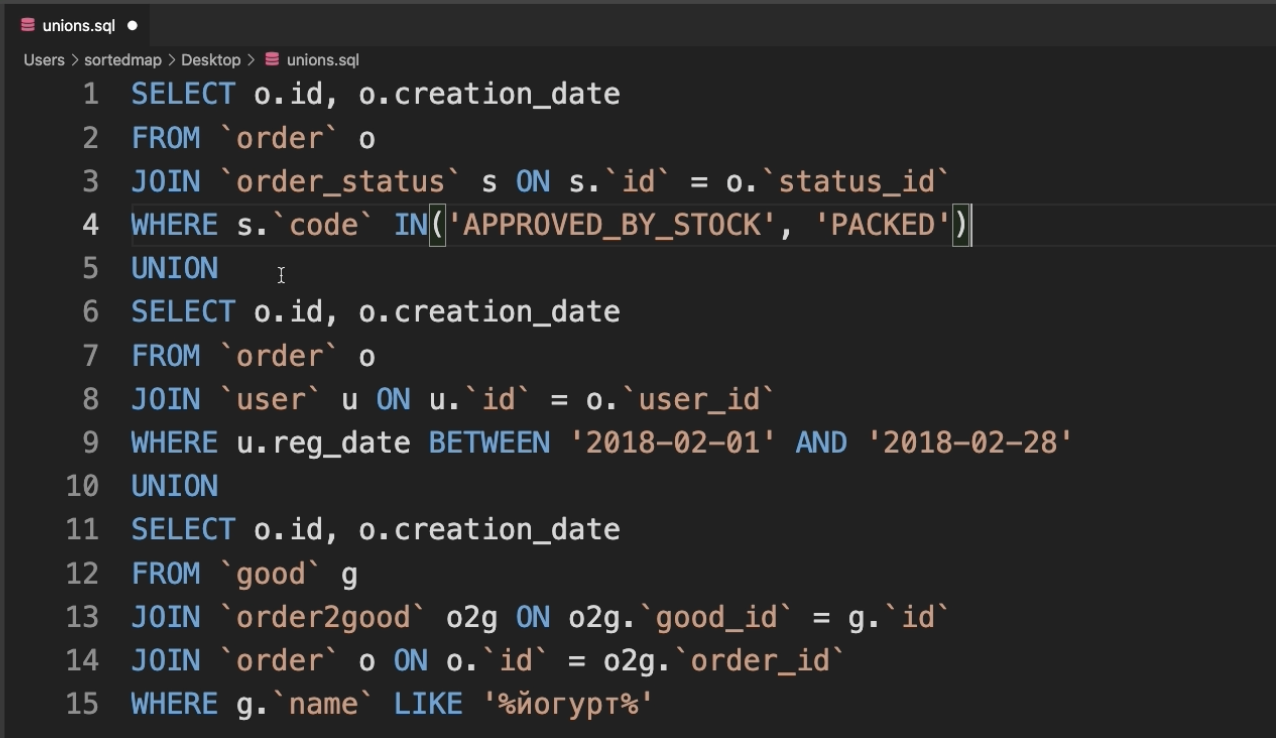 unions.sql
Users > sortedmap > Desktop > unions.sql
1 SELECT o.id, o.creation_date
2 FROM `order` o
3 JOIN `order_status` s ON s.`id` = o.`status_id`
4 WHERE s.`code` IN('APPROVED_BY_STOCK', 'PACKED')
5 UNION
6 SELECT o.id, o.creation_date
7 FROM `order` o
8 JOIN `user` u ON u.`id` = o.`user_id`
9 WHERE u.reg_date BETWEEN '2018-02-01' AND '2018-02-28'
10 UNION
11 SELECT o.id, o.creation_date
12 FROM `good` g
13 JOIN `order2good` o2g ON o2g.`good_id` = g.`id`
14 JOIN `order` o ON o.`id` = o2g.`order_id`
15 WHERE g.`name` LIKE '%йогурт%'